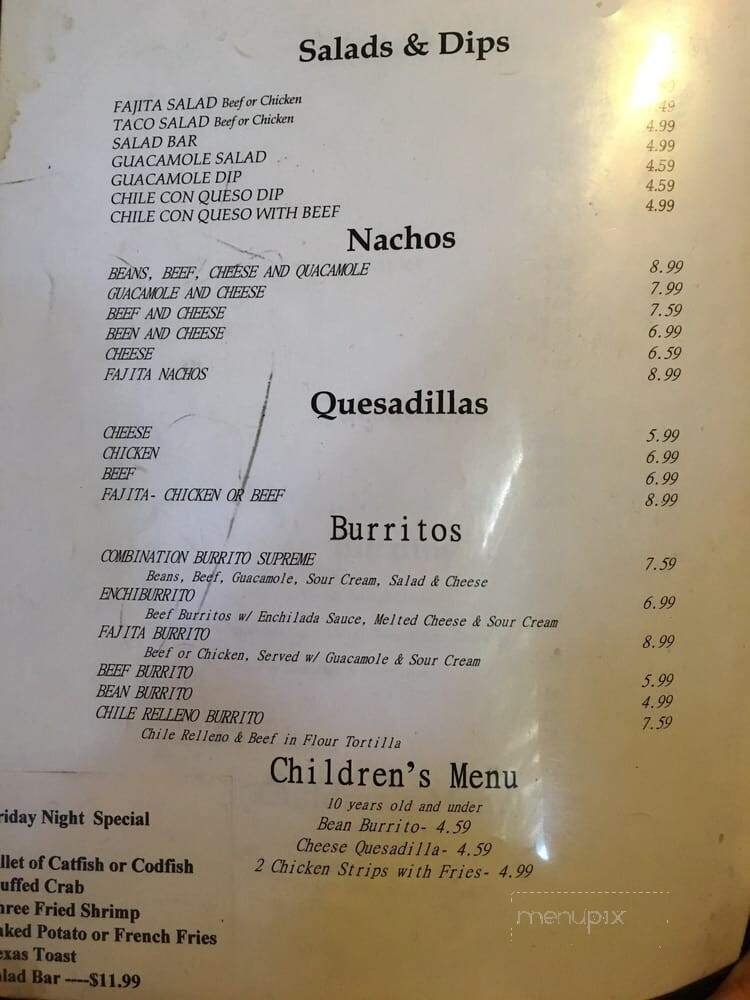 Salads & Dips
FAJITA SALAD Beef or Chicken
TACO SALAD Beef or Chicken .49
SALAD BAR 4.99
GUACAMOLE SALAD 4.99
GUACAMOLE DIP 4.59
CHILE CON QUESO DIP 4.59
CHILE CON QUESO WITH BEEF 4.99
Nachos
BEANS, BEEF, CHEESE AND QUACAMOLE 8.99
GUACAMOLE AND CHEESE 7.99
BEEF AND CHEESE 7.59
BEEN AND CHEESE 6.99
CHEESE 6.59
FAJITA NACHOS 8.99
Quesadillas
CHEESE 5.99
CHICKEN 6.99
BEEF 6.99
FAJITA- CHICKEN OR BEEF 8.99
Burritos
COMBINATION BURRITO SUPREME 7.59
Beans, Beef, Guacamole, Sour Cream, Salad & Cheese
ENCHIBURRITO 6.99
Beef Burritos w/ Enchilada Sauce, Melted Cheese & Sour Cream
FAJITA BURRITO 8.99
Beef or Chicken, Served w/ Guacamole & Sour Cream
BEEF BURRITO 5.99
BEAN BURRITO 4.99
CHILE RELLENO BURRITO 7.59
Chile Relleno & Beef in Flour Tortilla
Children's Menu
10 years old and under
Bean Burrito- 4.59
Cheese Quesadilla- 4.59
2 Chicken Strips with Fries- 4.99
riday Night Special
llet of Catfish or Codfish
uffed Crab
hree Fried Shrimp
aked Potato or French Fries
exas Toast
alad Bar ----$11.99
menupix